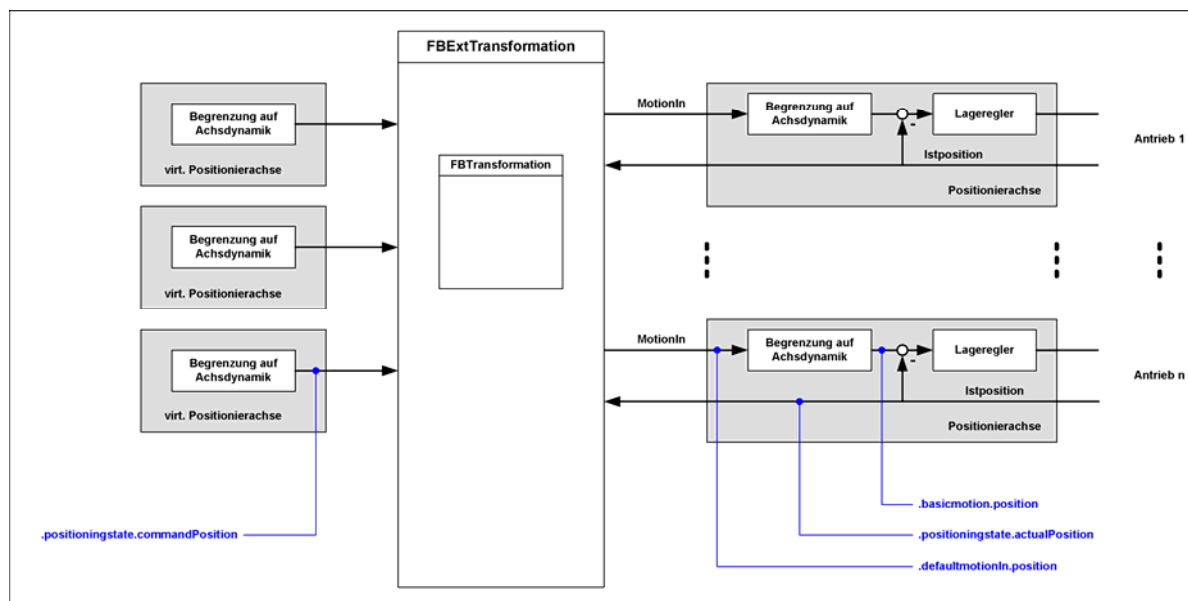 FBExtTransformation
Begrenzung auf
Achsdynamik
virt. Positionierachse
Begrenzung auf
Achsdynamik
virt. Positionierachse
Begrenzung auf
Achsdynamik
virt. Positionierachse
.positioningstate.commandPosition
FBTransformation
MotionIn
Begrenzung auf
Achsdynamik
-
Lageregler
Istposition
Positionierachse
Antrieb 1
MotionIn
Begrenzung auf
Achsdynamik
-
Lageregler
Istposition
Positionierachse
Antrieb n
.basicmotion.position
.positioningstate.actualPosition
.defaultmotionIn.position